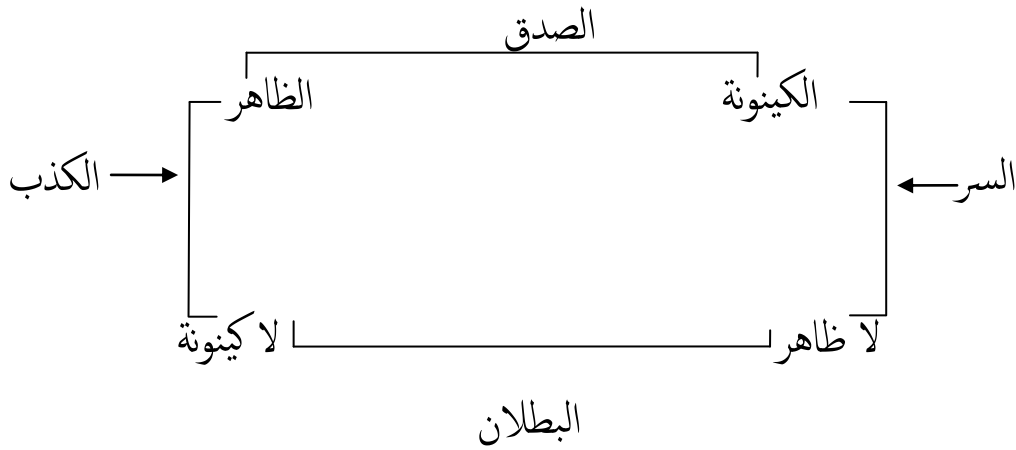 الصدق
الكينونة
الظاهر
السر
الكذب
لا ظاهر
لا كينونة
البطلان